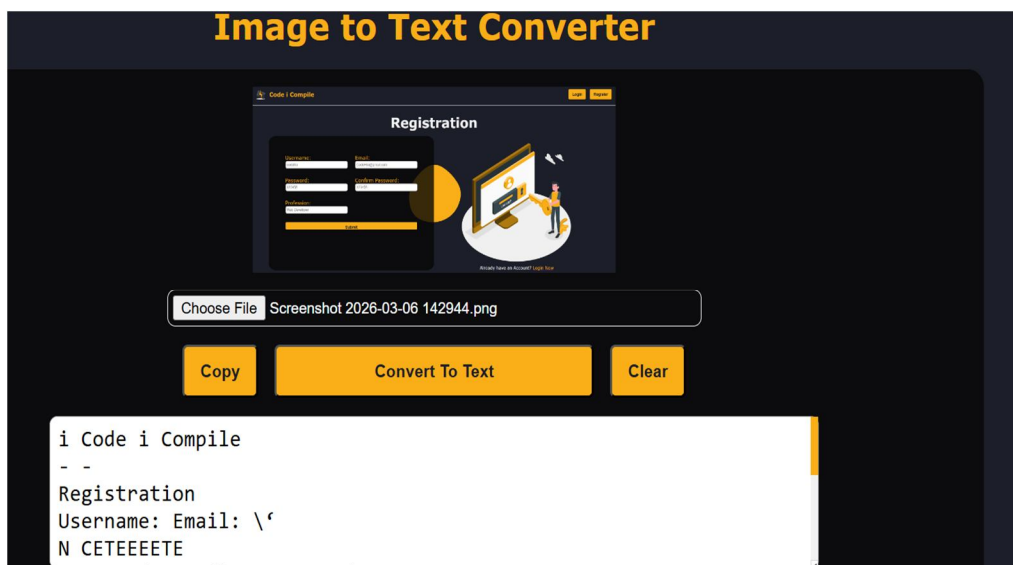 Image to Text Converter
Code i Compile
Login Register
Registration
Username: Email:
Password: Confirm Password:
Profession:
Submit
Already have an Account? Login Now
Choose File Screenshot 2026-03-06 142944.png
Copy Convert To Text Clear
i Code i Compile
- -
Registration
Username: Email: \‘
N CETEEEETE